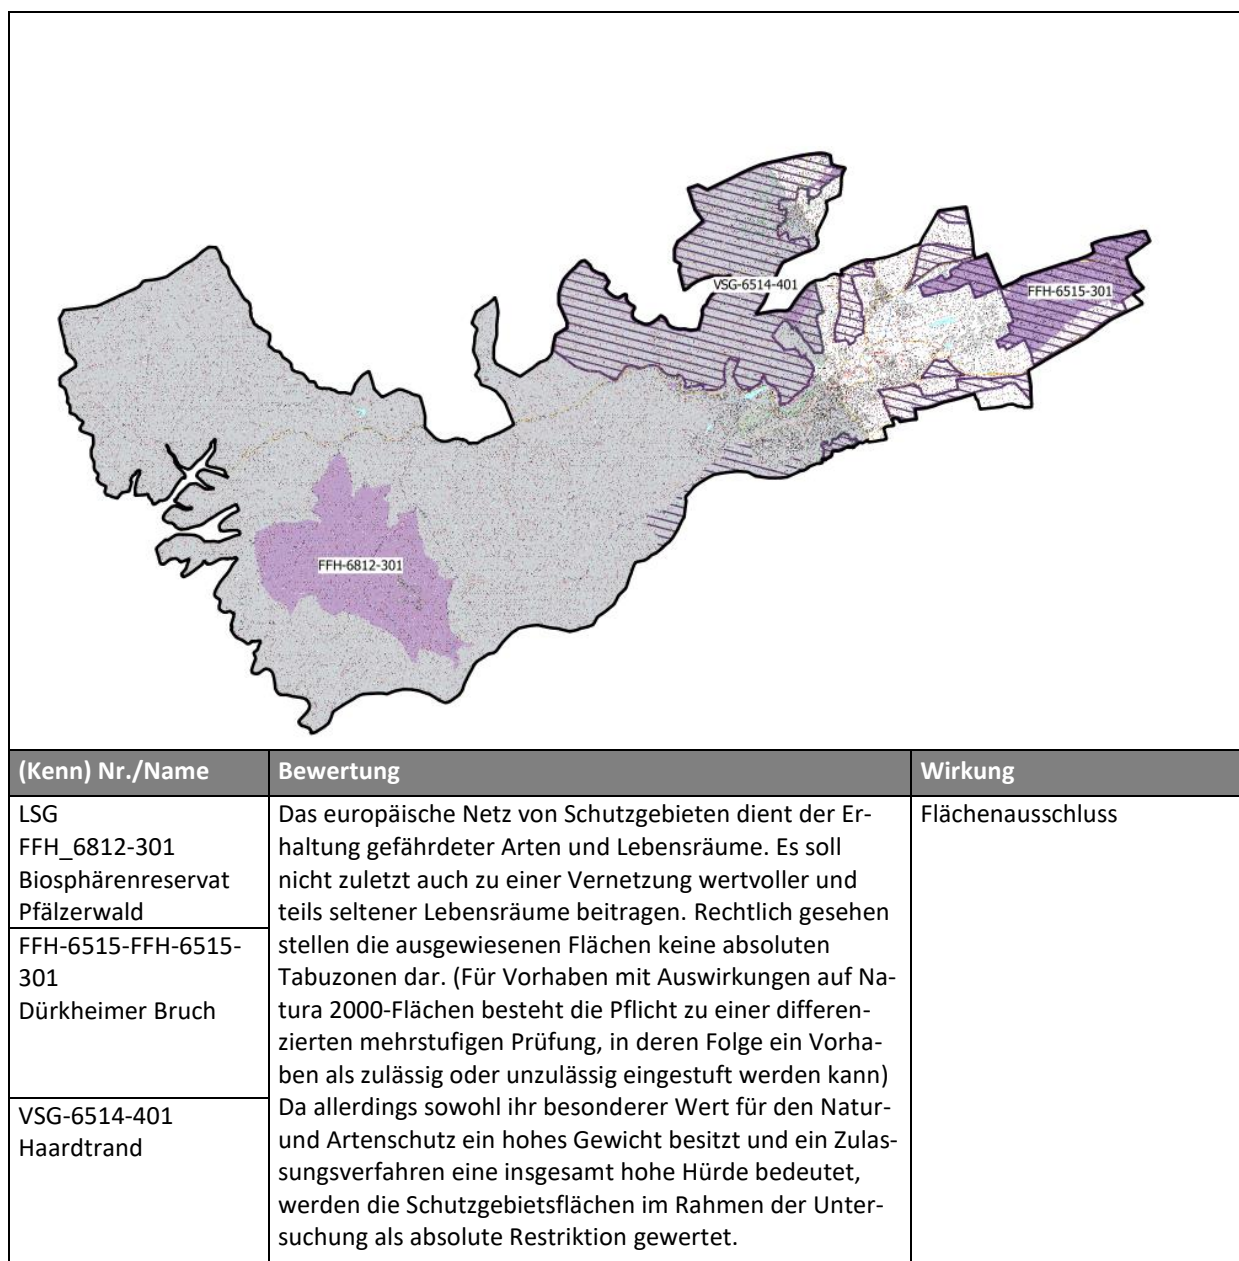 VSG-6514-401
FFH-6515-301
FFH-6812-301
(Kenn) Nr./Name
Bewertung
Wirkung
LSG
FFH_6812-301
Biosphärenreservat
Pfälzerwald
FFH-6515-FFH-6515-
301
Dürkheimer Bruch
VSG-6514-401
Haardtrand
Das europäische Netz von Schutzgebieten dient der Er-
haltung gefährdeter Arten und Lebensräume. Es soll
nicht zuletzt auch zu einer Vernetzung wertvoller und
teils seltener Lebensräume beitragen. Rechtlich gesehen
stellen die ausgewiesenen Flächen keine absoluten
Tabuzonen dar. (Für Vorhaben mit Auswirkungen auf Na-
tura 2000-Flächen besteht die Pflicht zu einer differen-
zierten mehrstufigen Prüfung, in deren Folge ein Vorha-
ben als zulässig oder unzulässig eingestuft werden kann)
Da allerdings sowohl ihr besonderer Wert für den Natur-
und Artenschutz ein hohes Gewicht besitzt und ein Zulas-
sungsverfahren eine insgesamt hohe Hürde bedeutet,
werden die Schutzgebietsflächen im Rahmen der Unter-
suchung als absolute Restriktion gewertet.
Flächenausschluss